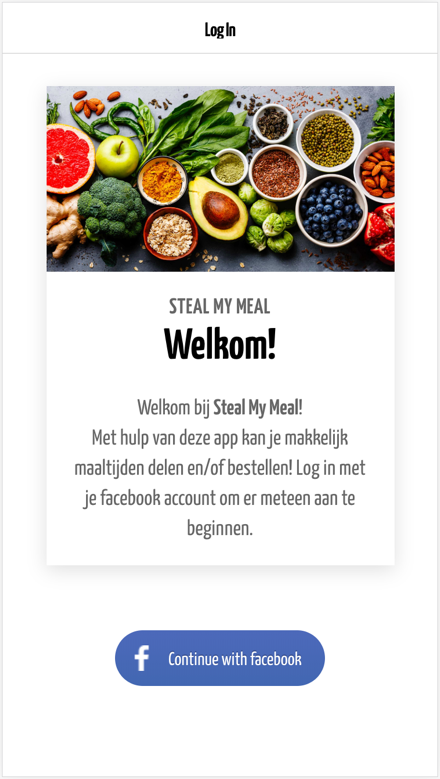 Log In
STEAL MY MEAL
Welkom!
Welkom bij Steal My Meal!
Met hulp van deze app kan je makkelijk
maaltijden delen en/of bestellen! Log in met
je facebook account om er meteen aan te
beginnen.
Continue with facebook